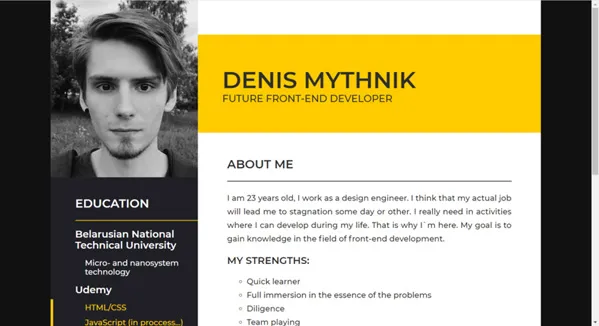 DENIS MYTHNIK
FUTURE FRONT-END DEVELOPER
EDUCATION
Belarusian National
Technical University
Micro- and nanosystem
technology
Udemy
HTML/CSS
JavaScript (in proccess...)
ABOUT ME
I am 23 years old, I work as a design engineer. I think that my actual job
will lead me to stagnation some day or other. I really need in activities
where I can develop during my life. That is why I`m here. My goal is to
gain knowledge in the field of front-end development.
MY STRENGTHS:
Quick learner
Full immersion in the essence of the problems
Diligence
Team playing